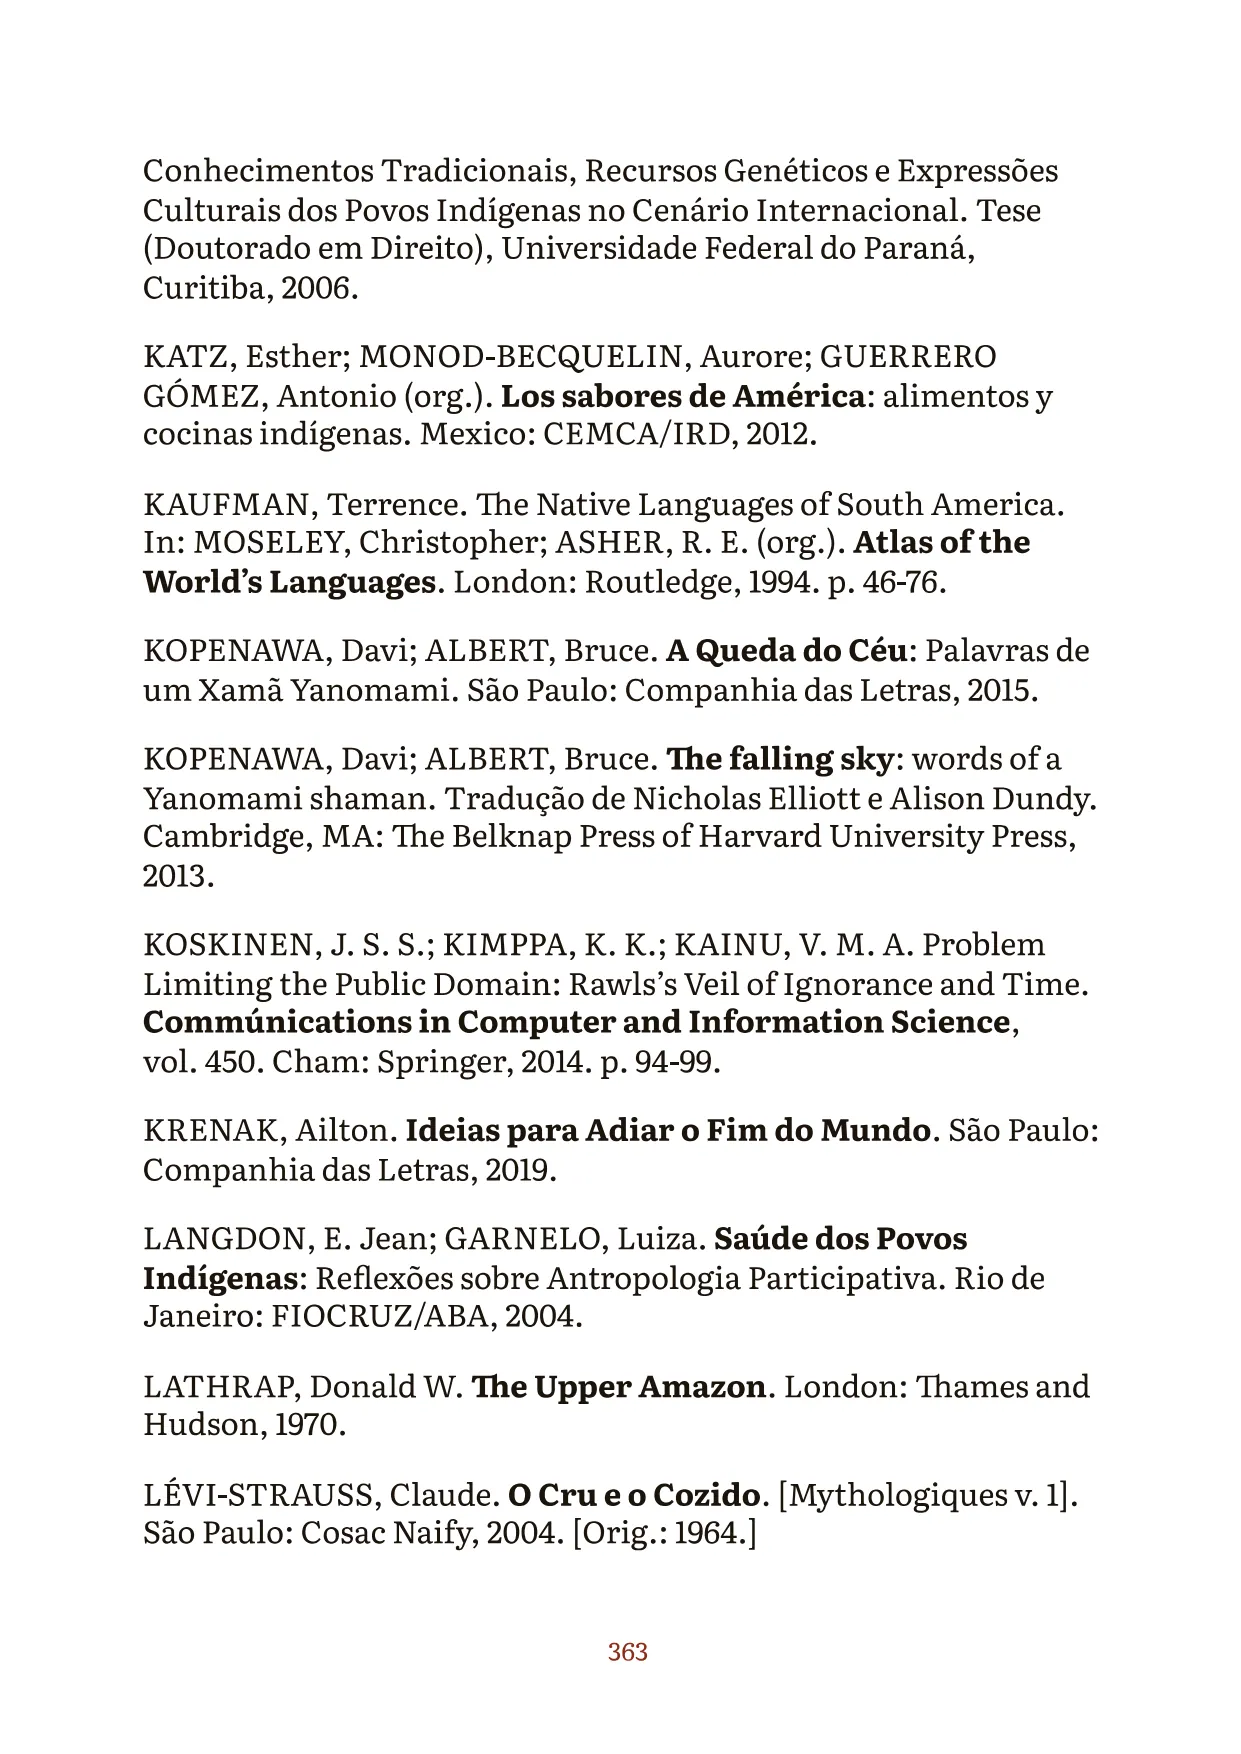 Conhecimentos Tradicionais, Recursos Genéticos e Expressões
Culturais dos Povos Indígenas no Cenário Internacional. Tese
(Doutorado em Direito), Universidade Federal do Paraná,
Curitiba, 2006.
KATZ, Esther; MONOD-BECQUELIN, Aurore; GUERRERO
GÓMEZ, Antonio (org.). Los sabores de América: alimentos y
cocinas indígenas. Mexico: CEMCA/IRD, 2012.
KAUFMAN, Terrence. The Native Languages of South America.
In: MOSELEY, Christopher; ASHER, R. E. (org.). Atlas of the
World’s Languages. London: Routledge, 1994. p. 46-76.
KOPENAWA, Davi; ALBERT, Bruce. A Queda do Céu: Palavras de
um Xamã Yanomami. São Paulo: Companhia das Letras, 2015.
KOPENAWA, Davi; ALBERT, Bruce. The falling sky: words of a
Yanomami shaman. Tradução de Nicholas Elliott e Alison Dundy.
Cambridge, MA: The Belknap Press of Harvard University Press,
2013.
KOSKINEN, J. S. S.; KIMPPA, K. K.; KAINU, V. M. A. Problem
Limiting the Public Domain: Rawls’s Veil of Ignorance and Time.
Commúnications in Computer and Information Science,
vol. 450. Cham: Springer, 2014. p. 94-99.
KRENAK, Ailton. Ideias para Adiar o Fim do Mundo. São Paulo:
Companhia das Letras, 2019.
LANGDON, E. Jean; GARNELO, Luiza. Saúde dos Povos
Indígenas: Reflexões sobre Antropologia Participativa. Rio de
Janeiro: FIOCRUZ/ABA, 2004.
LATHRAP, Donald W. The Upper Amazon. London: Thames and
Hudson, 1970.
LÉVI-STRAUSS, Claude. O Cru e o Cozido. [Mythologiques v. 1].
São Paulo: Cosac Naify, 2004. [Orig.: 1964.]
363